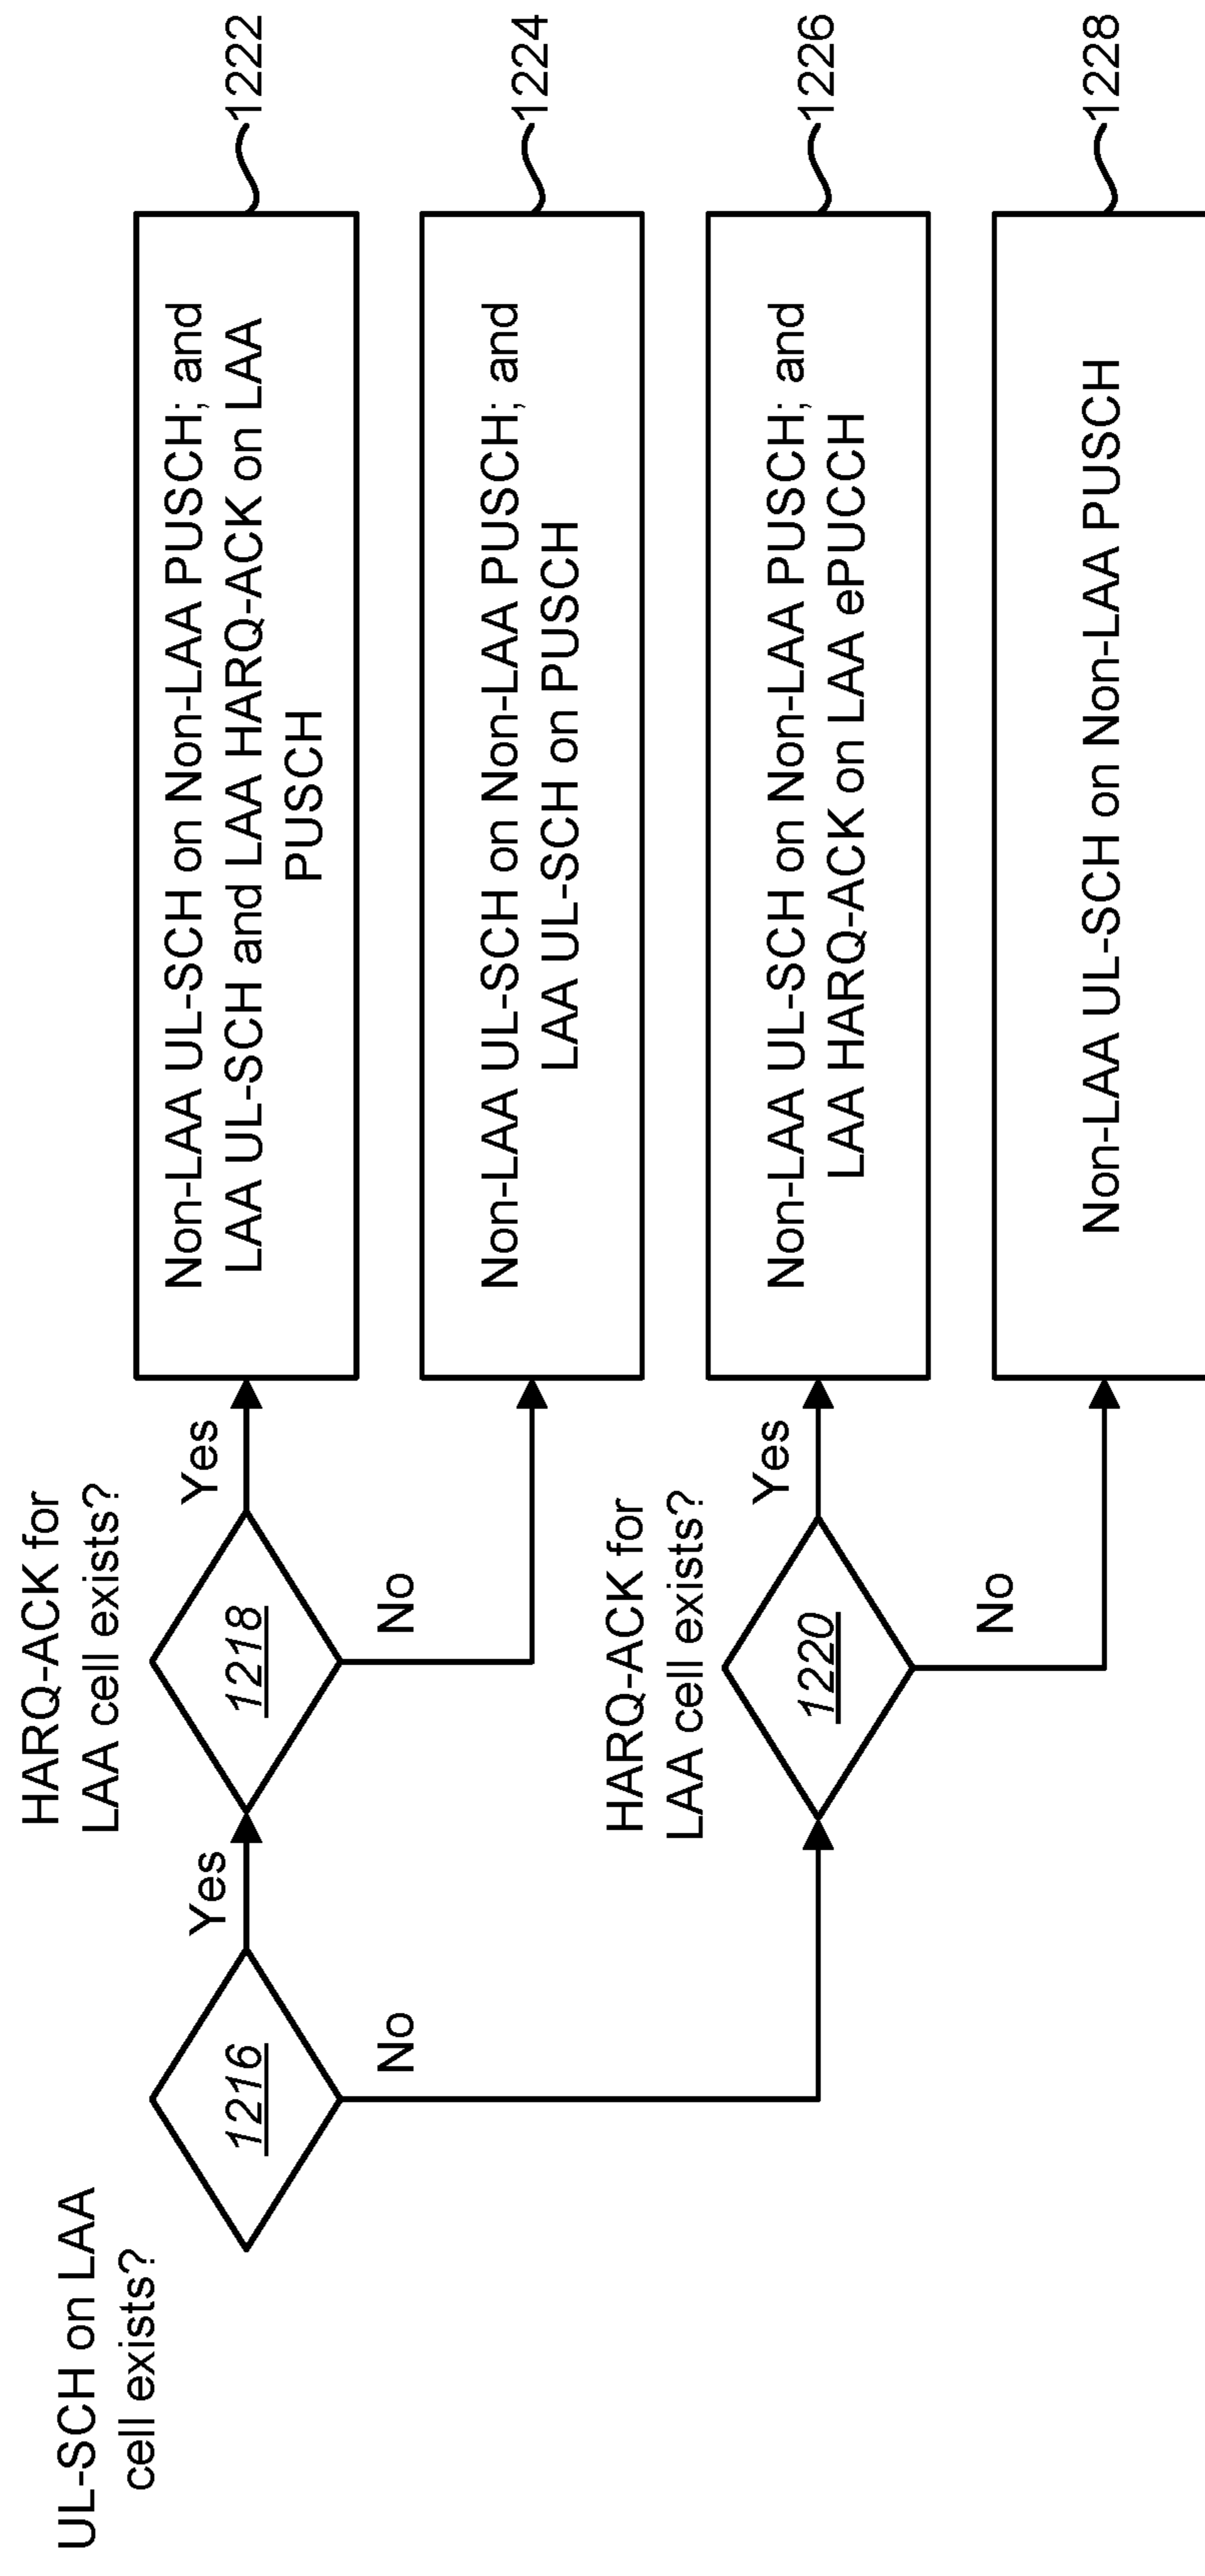 UL-SCH on LAA
cell exists?
1216
Yes
No
HARQ-ACK for
LAA cell exists?
1218
Yes
No
HARQ-ACK for
LAA cell exists?
1220
Yes
No
Non-LAA UL-SCH on Non-LAA PUSCH; and
LAA UL-SCH and LAA HARQ-ACK on LAA
PUSCH
1222
Non-LAA UL-SCH on Non-LAA PUSCH; and
LAA UL-SCH on PUSCH
1224
Non-LAA UL-SCH on Non-LAA PUSCH; and
LAA HARQ-ACK on LAA ePUCCH
1226
Non-LAA UL-SCH on Non-LAA PUSCH
1228